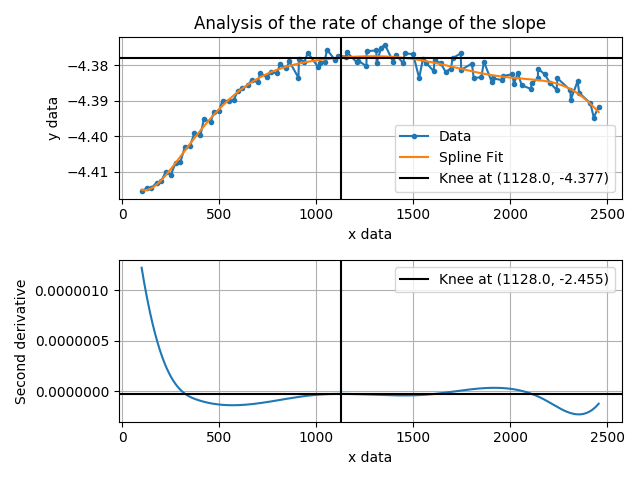 Analysis of the rate of change of the slope
y data
−4.38
−4.39
−4.40
−4.41
Data
Spline Fit
Knee at (1128.0, -4.377)
0 500 1000 1500 2000 2500
x data
Second derivative
0.0000010
0.0000005
0.0000000
Knee at (1128.0, -2.455)
0 500 1000 1500 2000 2500
x data